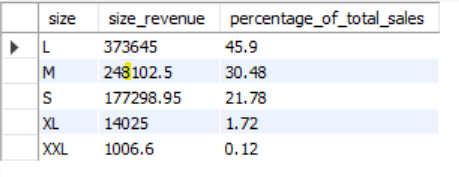 size size_revenue percentage_of_total_sales
L 373645 45.9
M 248102.5 30.48
S 177298.95 21.78
XL 14025 1.72
XXL 1006.6 0.12